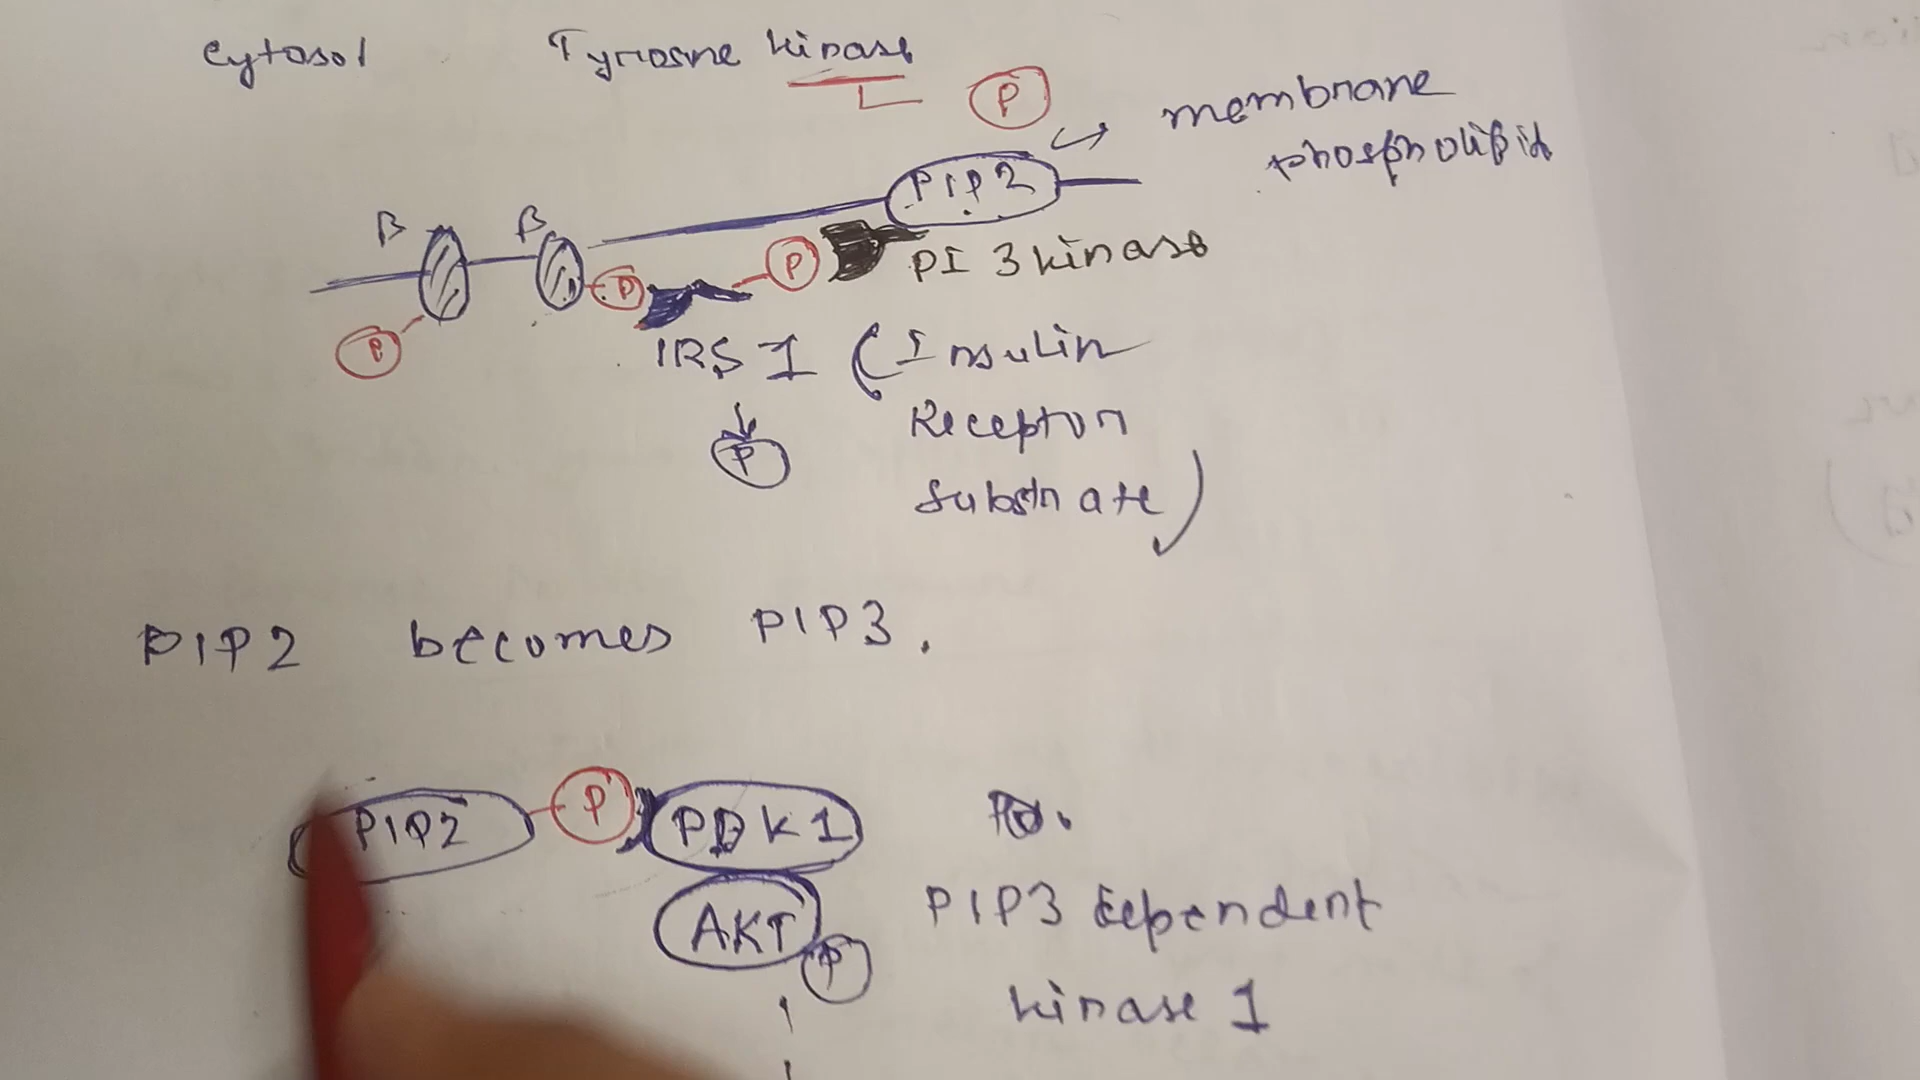 Cytosol Tyrosine kinase
P
membrane
phospholipid
PIP2
B B
P P PI 3 kinase
P
IRS 1 (Insulin
Receptor
Substrate)
P
PIP2 becomes PIP3.
PIP2 P PDK1
AKT
P
PIP3 dependent
kinase 1